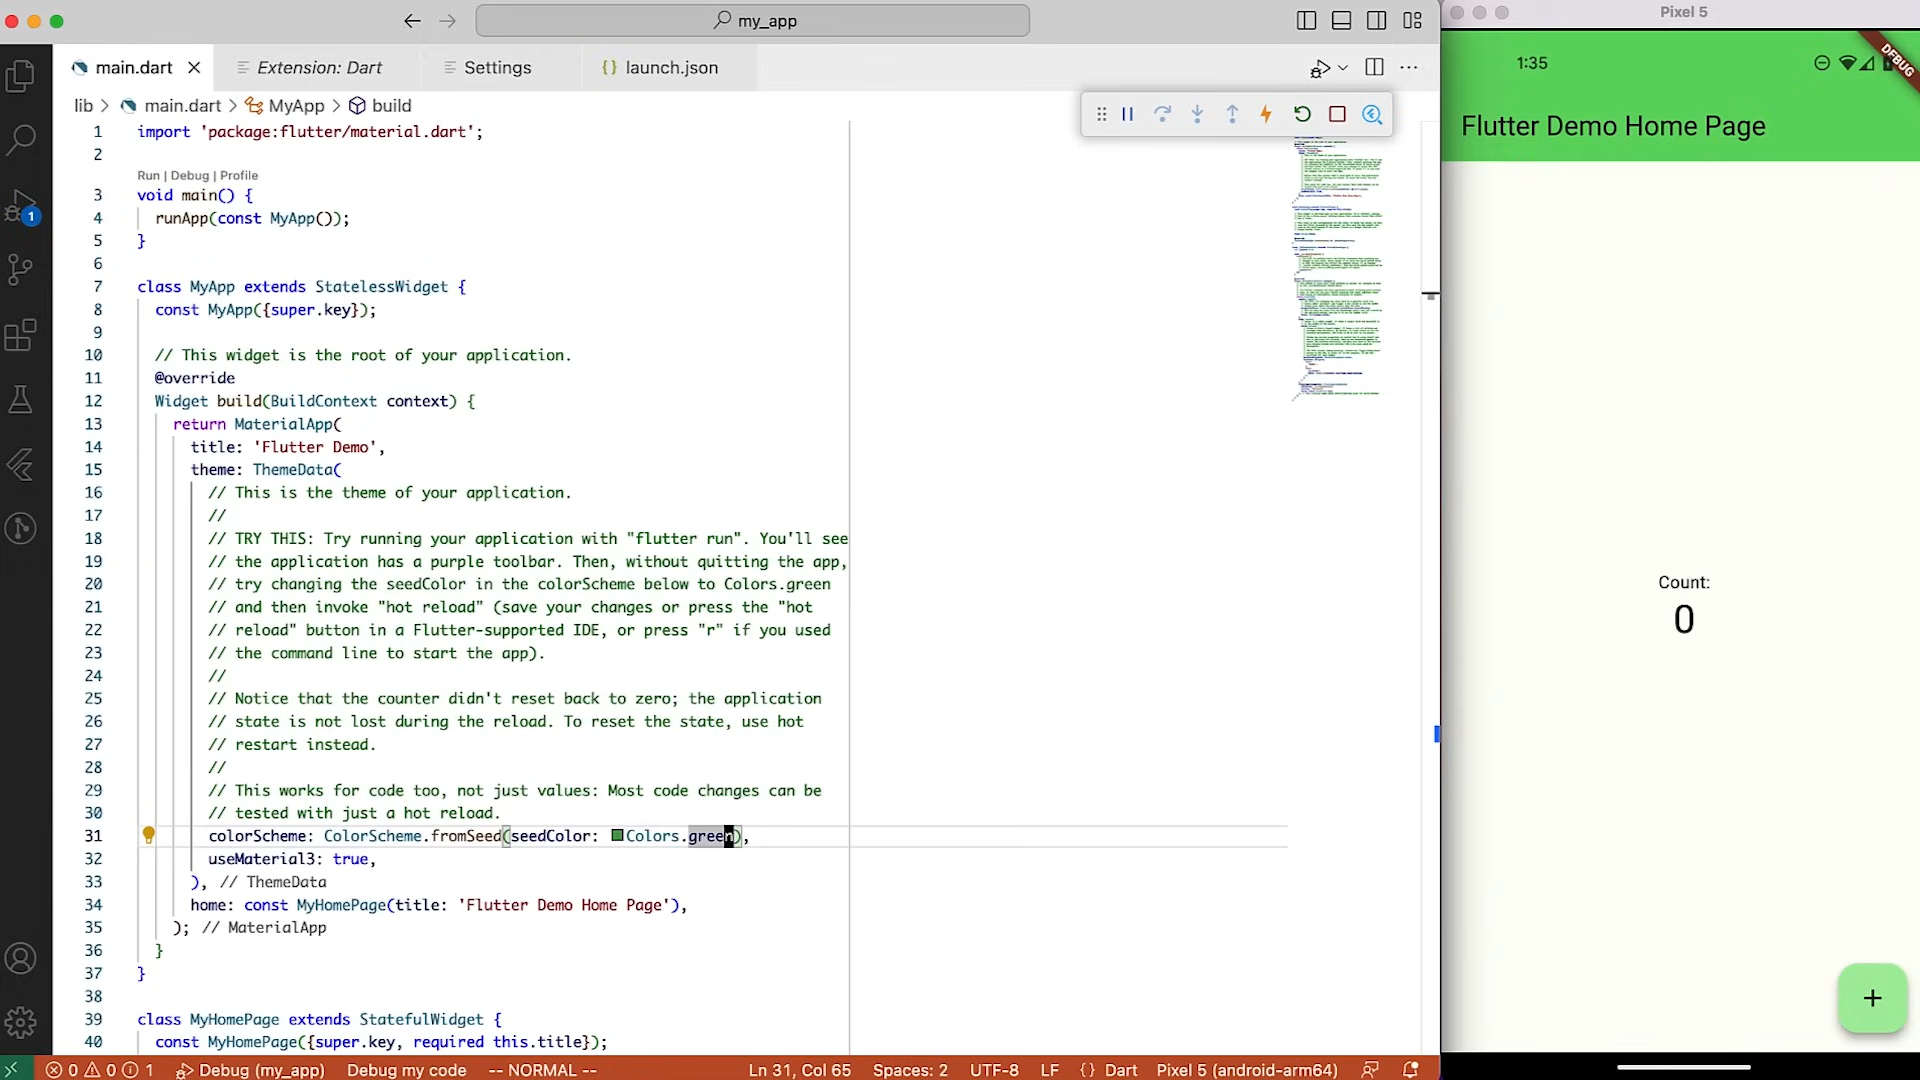 my_app
main.dart
Extension: Dart
Settings
launch.json
lib > main.dart > MyApp > build
1 import 'package:flutter/material.dart';
2
Run | Debug | Profile
3 void main() {
4 runApp(const MyApp());
5 }
6
7 class MyApp extends StatelessWidget {
8 const MyApp({super.key});
9
10 // This widget is the root of your application.
11 @override
12 Widget build(BuildContext context) {
13 return MaterialApp(
14 title: 'Flutter Demo',
15 theme: ThemeData(
16 // This is the theme of your application.
17 //
18 // TRY THIS: Try running your application with "flutter run". You'll see
19 // the application has a purple toolbar. Then, without quitting the app,
20 // try changing the seedColor in the colorScheme below to Colors.green
21 // and then invoke "hot reload" (save your changes or press the "hot
22 // reload" button in a Flutter-supported IDE, or press "r" if you used
23 // the command line to start the app).
24 //
25 // Notice that the counter didn't reset back to zero; the application
26 // state is not lost during the reload. To reset the state, use hot
27 // restart instead.
28 //
29 // This works for code too, not just values: Most code changes can be
30 // tested with just a hot reload.
31 colorScheme: ColorScheme.fromSeed(seedColor: Colors.green),
32 useMaterial3: true,
33 ), // ThemeData
34 home: const MyHomePage(title: 'Flutter Demo Home Page'),
35 ); // MaterialApp
36 }
37 }
38
39 class MyHomePage extends StatefulWidget {
40 const MyHomePage({super.key, required this.title});
1
0 0 1 Debug (my_app) Debug my code -- NORMAL -- Ln 31, Col 65 Spaces: 2 UTF-8 LF {} Dart Pixel 5 (android-arm64)
Pixel 5
1:35
DEBUG
Flutter Demo Home Page
Count:
0
+